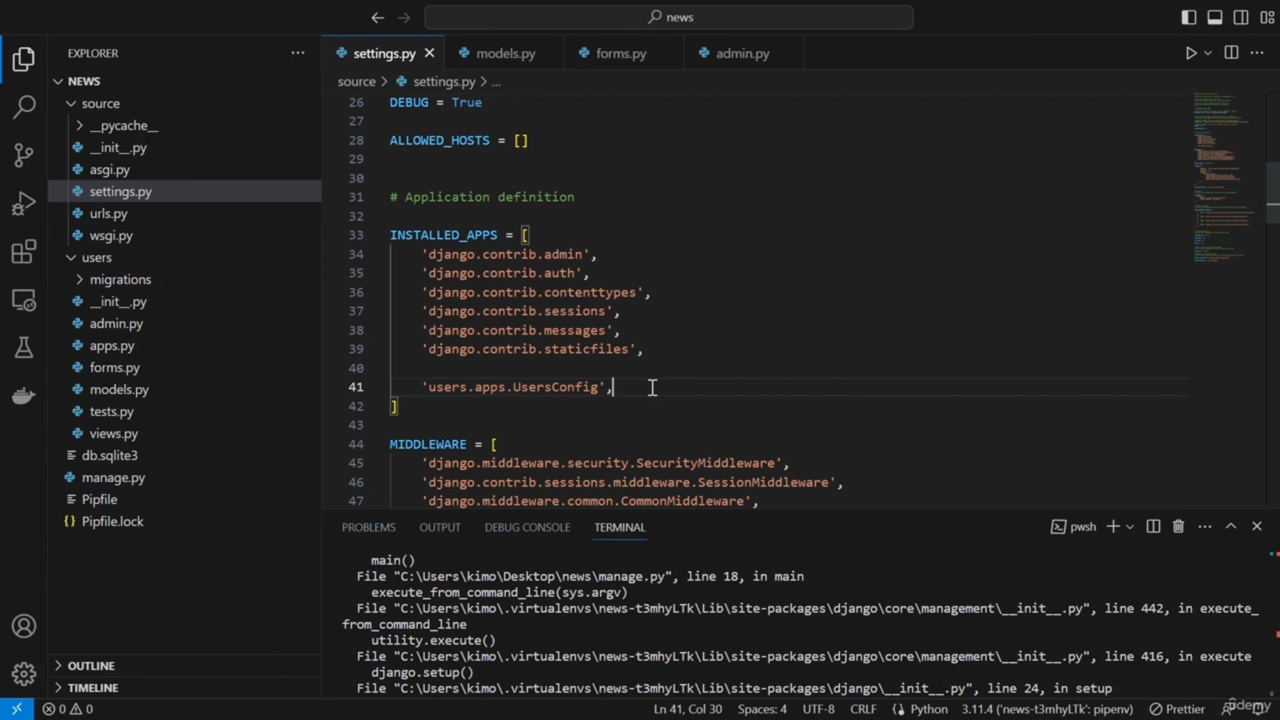 news
EXPLORER
NEWS
source
__pycache__
__init__.py
asgi.py
settings.py
urls.py
wsgi.py
users
migrations
__init__.py
admin.py
apps.py
forms.py
models.py
tests.py
views.py
db.sqlite3
manage.py
Pipfile
Pipfile.lock
OUTLINE
TIMELINE
settings.py models.py forms.py admin.py
source > settings.py > ...
26 DEBUG = True
27
28 ALLOWED_HOSTS = []
29
30
31 # Application definition
32
33 INSTALLED_APPS = [
34 'django.contrib.admin',
35 'django.contrib.auth',
36 'django.contrib.contenttypes',
37 'django.contrib.sessions',
38 'django.contrib.messages',
39 'django.contrib.staticfiles',
40
41 'users.apps.UsersConfig',
42 ]
43
44 MIDDLEWARE = [
45 'django.middleware.security.SecurityMiddleware',
46 'django.contrib.sessions.middleware.SessionMiddleware',
47 'django.middleware.common.CommonMiddleware',
PROBLEMS OUTPUT DEBUG CONSOLE TERMINAL pwsh
main()
File "C:\Users\kimo\Desktop\news\manage.py", line 18, in main
execute_from_command_line(sys.argv)
File "C:\Users\kimo\.virtualenvs\news-t3mhyLTk\Lib\site-packages\django\core\management\__init__.py", line 442, in execute_
from_command_line
utility.execute()
File "C:\Users\kimo\.virtualenvs\news-t3mhyLTk\Lib\site-packages\django\core\management\__init__.py", line 416, in execute
django.setup()
File "C:\Users\kimo\.virtualenvs\news-t3mhyLTk\Lib\site-packages\django\__init__.py", line 24, in setup
0 0 Ln 41, Col 30 Spaces: 4 UTF-8 CRLF Python 3.11.4 ('news-t3mhyLTk': pipenv) Prettier
Udemy